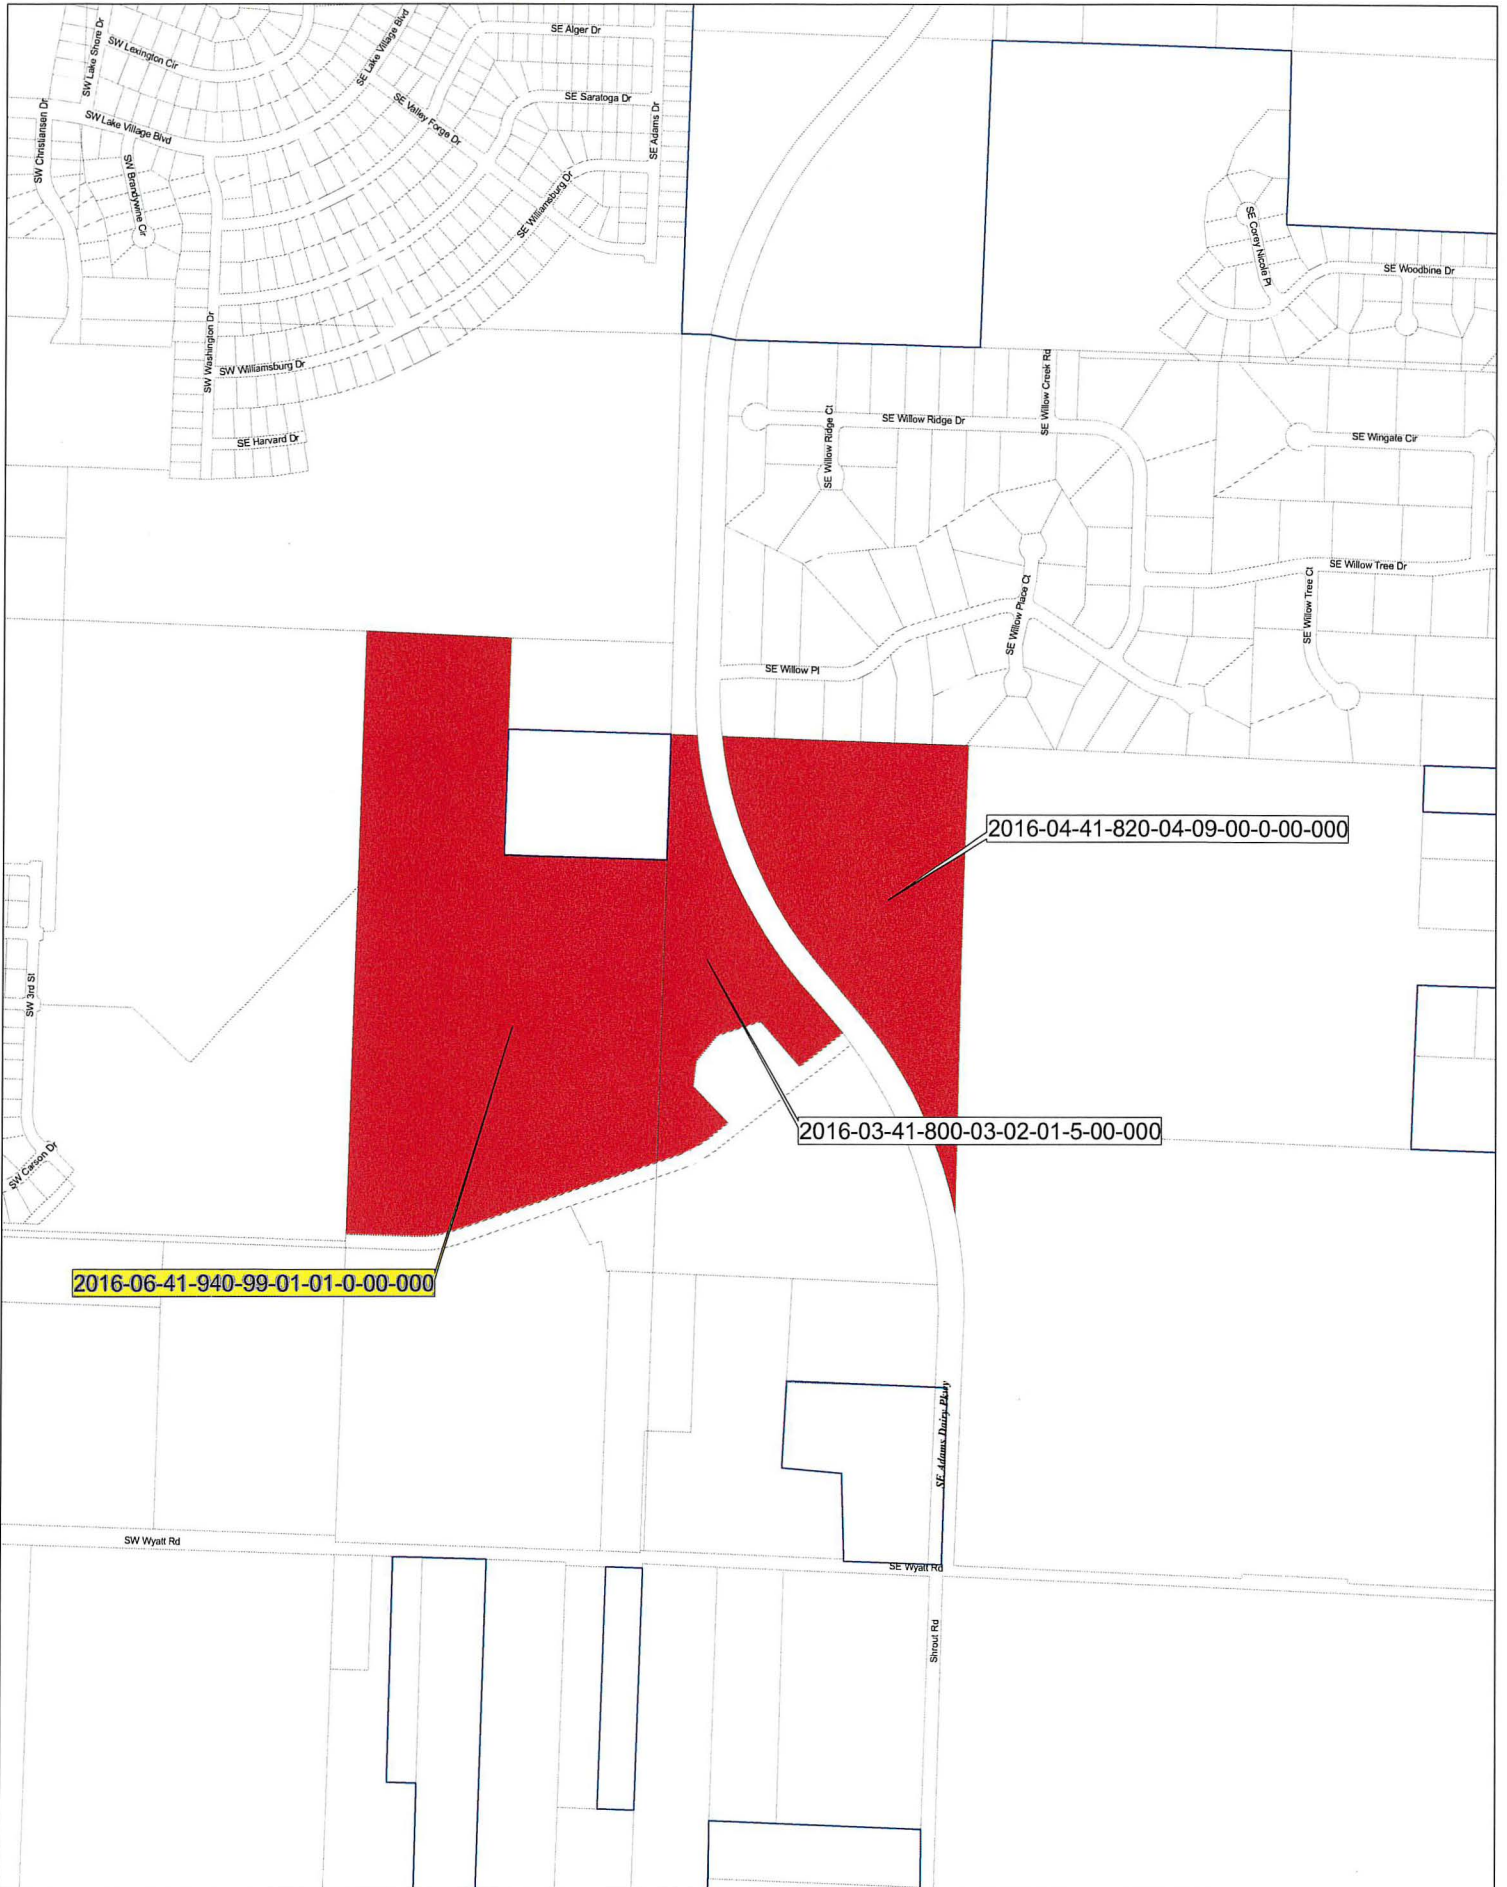 SE Alger Dr
SW Lake Shore Dr
SW Lexington Cir
SE Lake Village Blvd
SE Saratoga Dr
SE Valley Forge Dr
SE Adams Dr
SW Lake Village Blvd
SW Christiansen Dr
SW Brandywine Cir
SE Williamsburg Dr
SE Corey Nicole Pl
SE Woodbine Dr
SW Washington Dr
SW Williamsburg Dr
SE Harvard Dr
SE Willow Ridge Ct
SE Willow Ridge Dr
SE Willow Creek Rd
SE Wingate Cir
SE Willow Tree Dr
SE Willow Tree Ct
SE Willow Place Ct
SE Willow Pl
2016-04-41-820-04-09-00-0-00-000
SW 3rd St
2016-03-41-800-03-02-01-5-00-000
SW Carson Dr
2016-06-41-940-99-01-01-0-00-000
SE Adams Dairy Pkwy
SW Wyatt Rd
SE Wyatt Rd
Shrout Rd